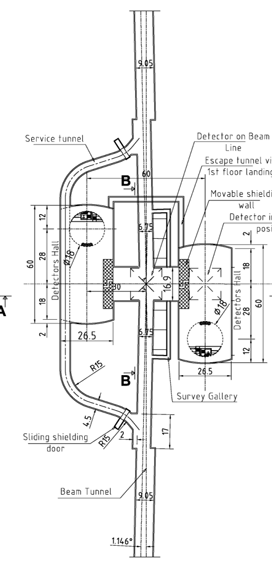 9.05
Detector on Beam
Line
Service tunnel
60
Escape tunnel vi
1st floor landing
B
Movable shieldi
wall
Detector in
posi
12
6.75
2
Ø18
28
60
Detectors Hall
16.9
18
30
A
6.75
18
28
60
Detectors Hall
Ø18
2
26.5
12
B
26.5
R15
4.5
R15
2
Survey Gallery
Sliding shielding
door
17
Beam Tunnel
9.05
1.146°